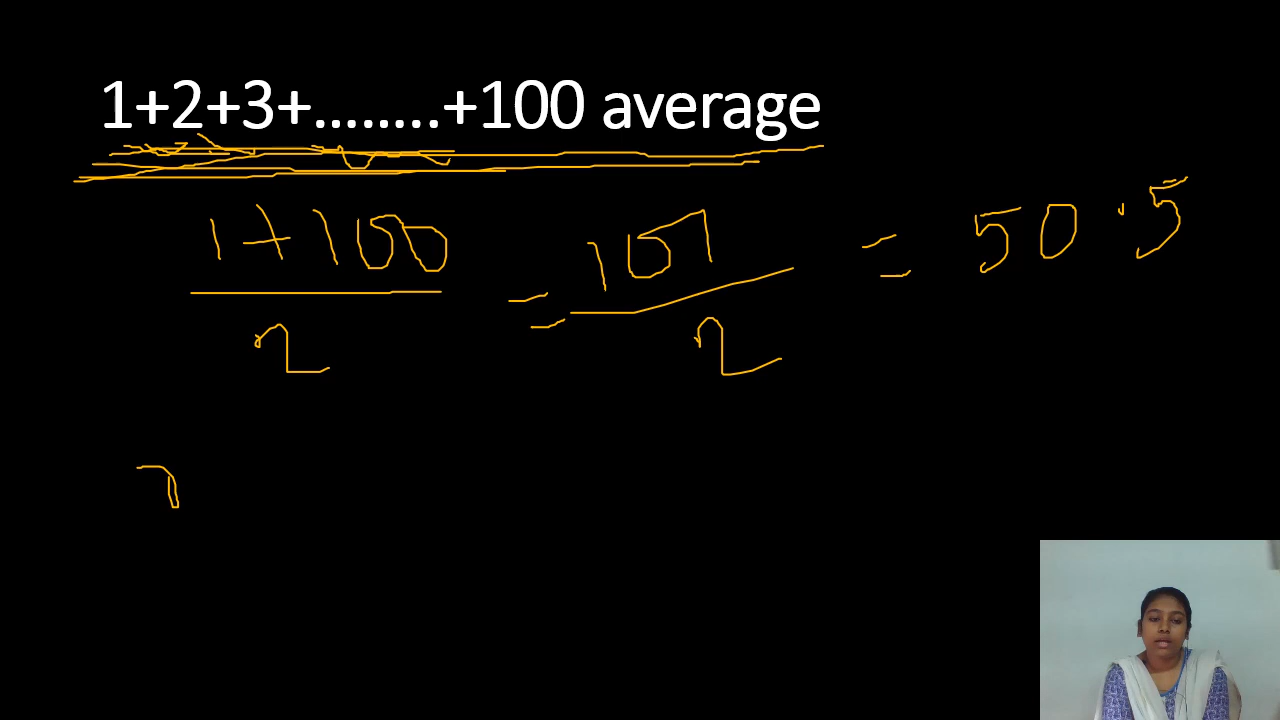 1+2+3+........+100 average
1+100/2 = 101/2 = 50.5